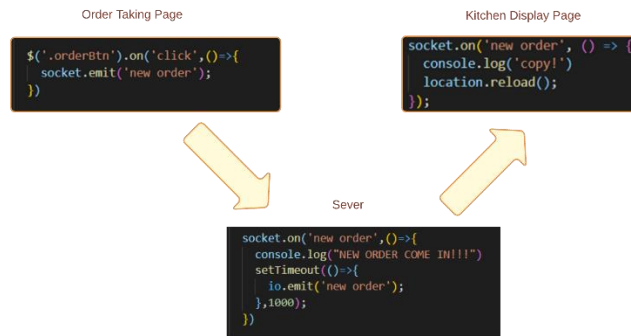 Order Taking Page
$('.orderBtn').on('click',()=>{
socket.emit('new order');
})
Kitchen Display Page
socket.on('new order', () => {
console.log('copy!')
location.reload();
});
Sever
socket.on('new order',()=>{
console.log("NEW ORDER COME IN!!!")
setTimeout(()=>{
io.emit('new order');
},1000);
})